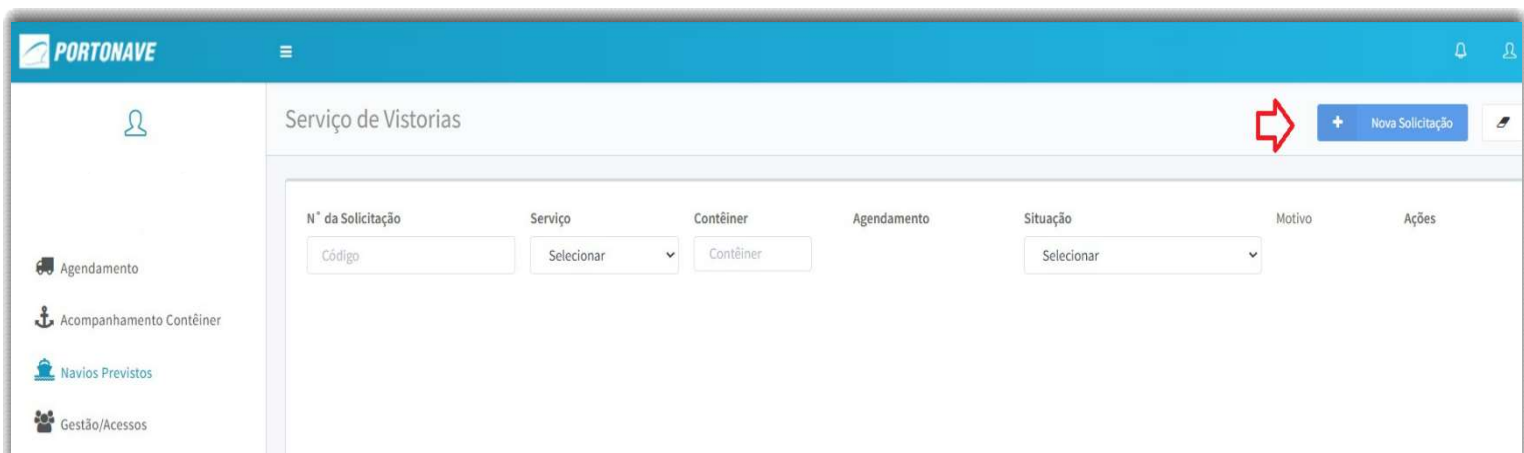 PORTONAVE
Serviço de Vistorias
+ Nova Solicitação
N° da Solicitação Serviço Contêiner Agendamento Situação Motivo Ações
Código Selecionar Contêiner Selecionar
Agendamento
Acompanhamento Contêiner
Navios Previstos
Gestão/Acessos